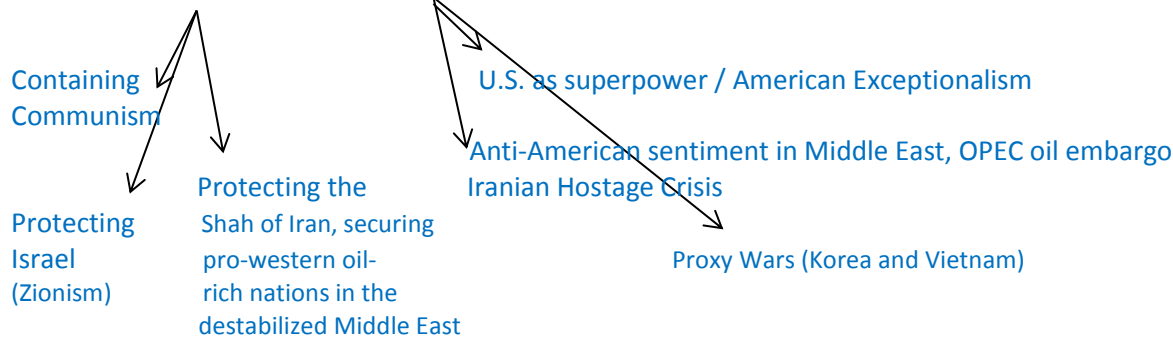 Containing
Communism
Protecting
Israel
(Zionism)
Protecting the
Shah of Iran, securing
pro-western oil-
rich nations in the
destabilized Middle East
U.S. as superpower / American Exceptionalism
Anti-American sentiment in Middle East, OPEC oil embargo
Iranian Hostage Crisis
Proxy Wars (Korea and Vietnam)